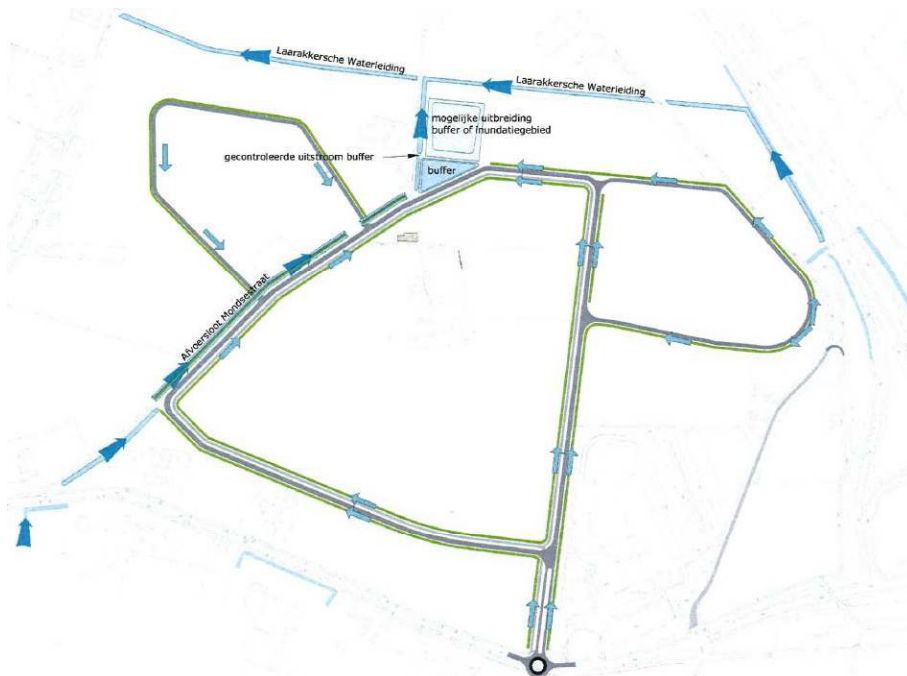 Laarakkersche Waterleiding
Laarakkersche Waterleiding
mogelijke uitbreiding
buffer of inundatiegebied
gecontroleerde uitstroom buffer
buffer
Afvoersloot Mondsestraat